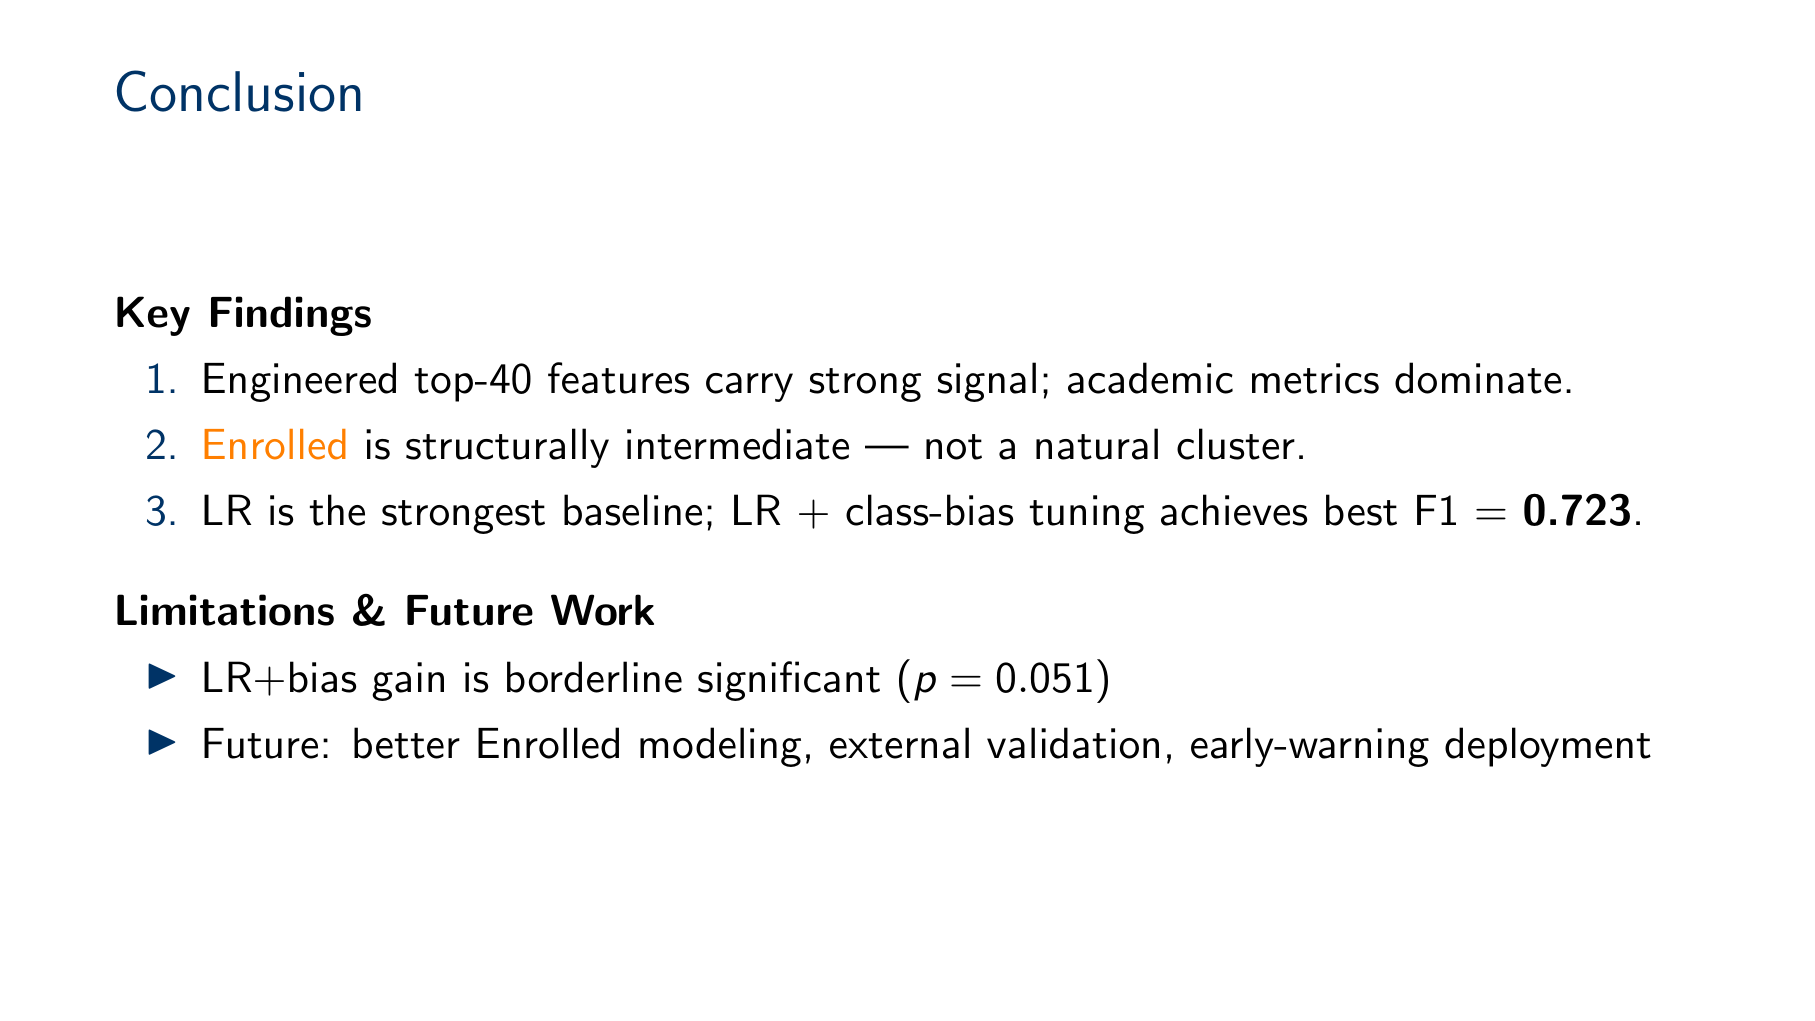 Conclusion
Key Findings
1. Engineered top-40 features carry strong signal; academic metrics dominate.
2. Enrolled is structurally intermediate — not a natural cluster.
3. LR is the strongest baseline; LR + class-bias tuning achieves best F1 = 0.723.
Limitations & Future Work
▶ LR+bias gain is borderline significant (p = 0.051)
▶ Future: better Enrolled modeling, external validation, early-warning deployment